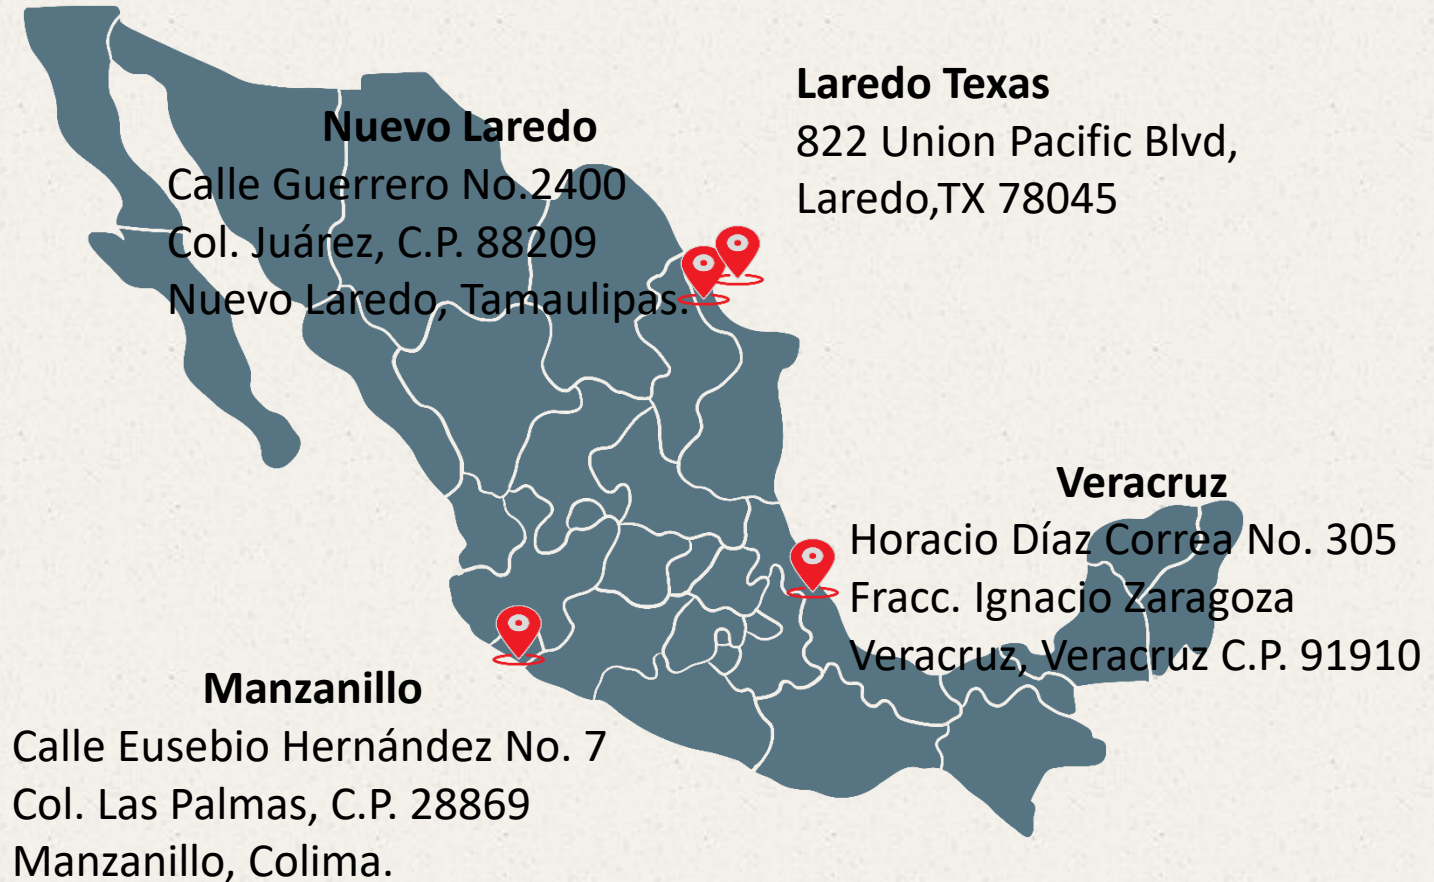 Laredo Texas
822 Union Pacific Blvd,
Laredo,TX 78045
Nuevo Laredo
Calle Guerrero No.2400
Col. Juárez, C.P. 88209
Nuevo Laredo, Tamaulipas.
Veracruz
Horacio Díaz Correa No. 305
Fracc. Ignacio Zaragoza
Veracruz, Veracruz C.P. 91910
Manzanillo
Calle Eusebio Hernández No. 7
Col. Las Palmas, C.P. 28869
Manzanillo, Colima.